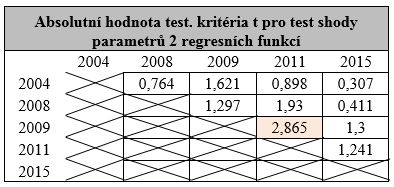 Absolutní hodnota test. kritéria t pro test shody
parametrů 2 regresních funkcí
2004 2008 2009 2011 2015
2004 0,764 1,621 0,898 0,307
2008 1,297 1,93 0,411
2009 2,865 1,3
2011 1,241
2015